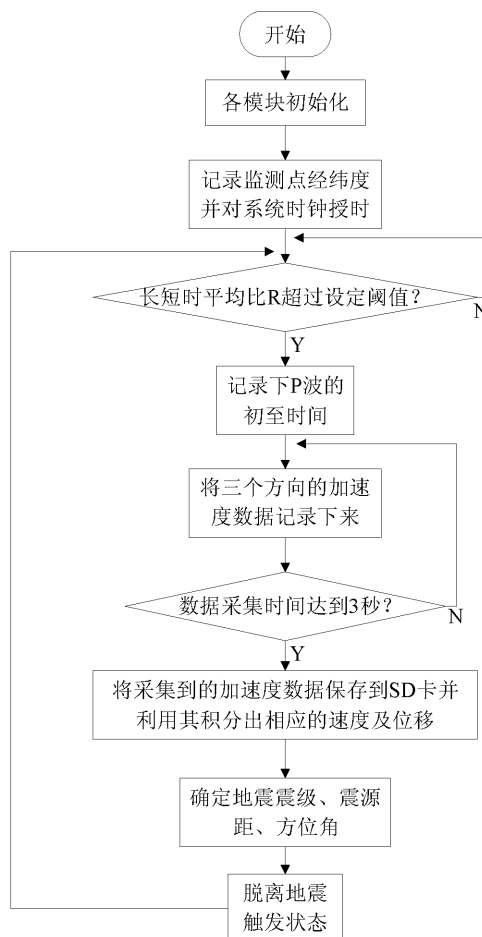 开始
各模块初始化
记录监测点经纬度
并对系统时钟授时
长短时平均比R超过设定阈值?
N
Y
记录下P波的
初至时间
将三个方向的加速
度数据记录下来
数据采集时间达到3秒?
N
Y
将采集到的加速度数据保存到SD卡并
利用其积分出相应的速度及位移
确定地震震级、震源
距、方位角
脱离地震
触发状态